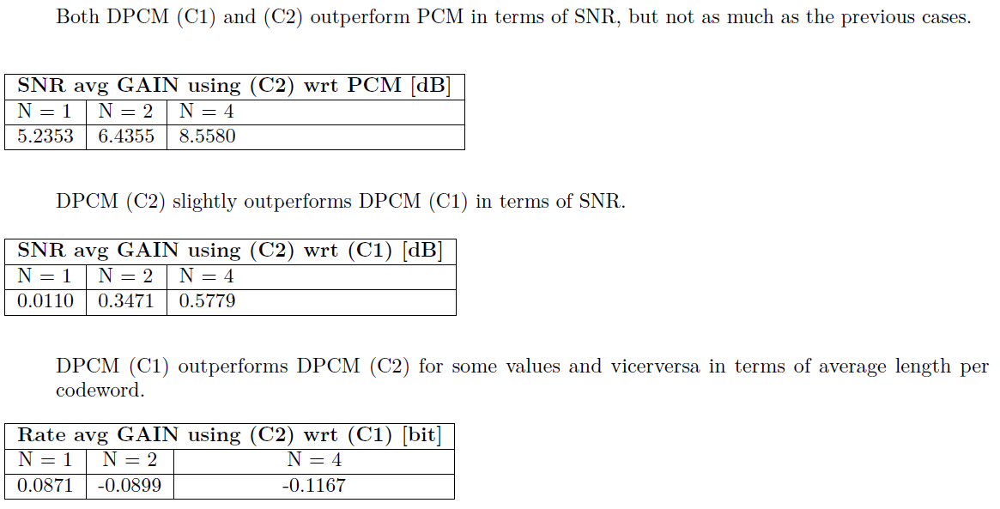 Both DPCM (C1) and (C2) outperform PCM in terms of SNR, but not as much as the previous cases.
SNR avg GAIN using (C2) wrt PCM [dB]
N = 1 N = 2 N = 4
5.2353 6.4355 8.5580
DPCM (C2) slightly outperforms DPCM (C1) in terms of SNR.
SNR avg GAIN using (C2) wrt (C1) [dB]
N = 1 N = 2 N = 4
0.0110 0.3471 0.5779
DPCM (C1) outperforms DPCM (C2) for some values and vicerversa in terms of average length per
codeword.
Rate avg GAIN using (C2) wrt (C1) [bit]
N = 1 N = 2 N = 4
0.0871 -0.0899 -0.1167